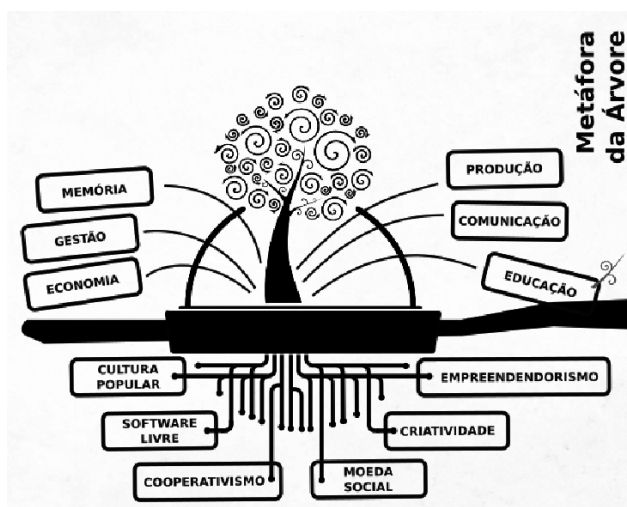 Metáfora
da Árvore
MEMÓRIA
GESTÃO
ECONOMIA
PRODUÇÃO
COMUNICAÇÃO
EDUCAÇÃO
CULTURA
POPULAR
SOFTWARE
LIVRE
COOPERATIVISMO
MOEDA
SOCIAL
CRIATIVIDADE
EMPREENDENDORISMO